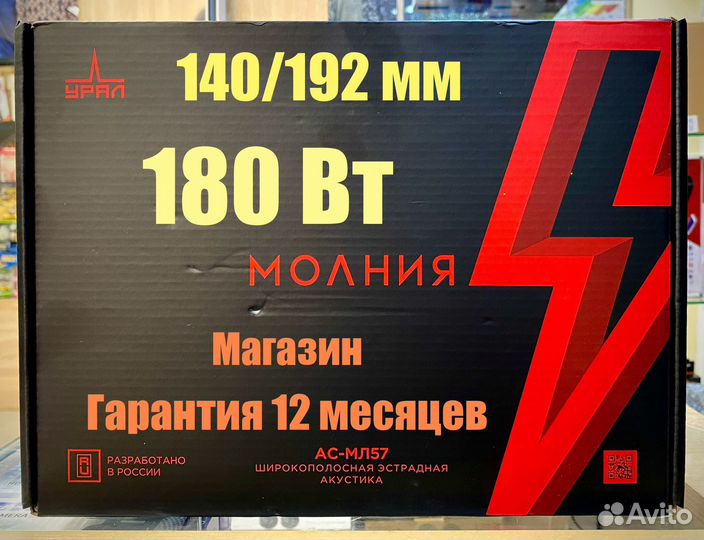 УРАЛ
140/192 мм
180 Вт
МОЛНИЯ
Магазин
Гарантия 12 месяцев
RU
РАЗРАБОТАНО
В РОССИИ
АС-МЛ57
ШИРОКОПОЛОСНАЯ ЭСТРАДНАЯ
АКУСТИКА
Avito